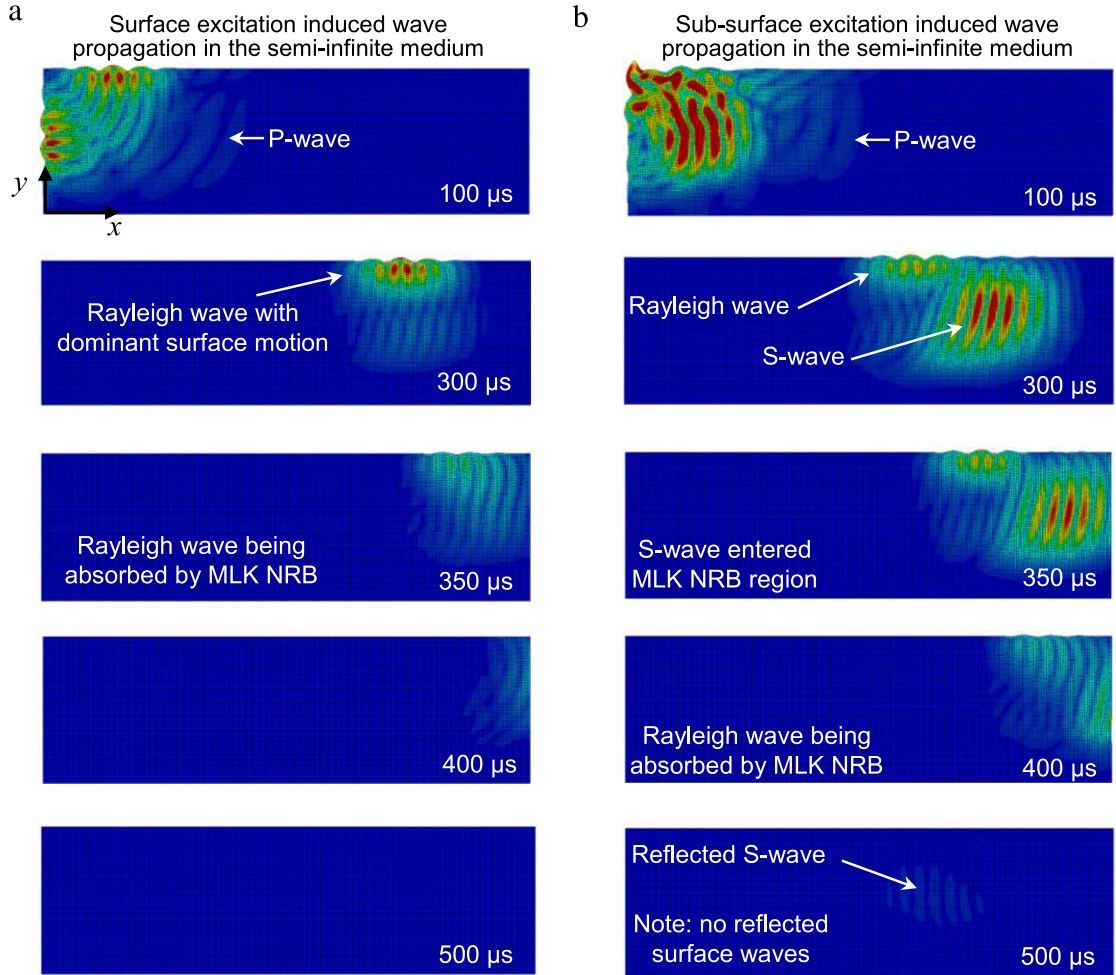 a
Surface excitation induced wave
propagation in the semi-infinite medium
P-wave
y
x
100 µs
Rayleigh wave with
dominant surface motion
300 µs
Rayleigh wave being
absorbed by MLK NRB
350 µs
400 µs
500 µs
b
Sub-surface excitation induced wave
propagation in the semi-infinite medium
P-wave
100 µs
Rayleigh wave
S-wave
300 µs
S-wave entered
MLK NRB region
350 µs
Rayleigh wave being
absorbed by MLK NRB
400 µs
Reflected S-wave
Note: no reflected
surface waves
500 µs